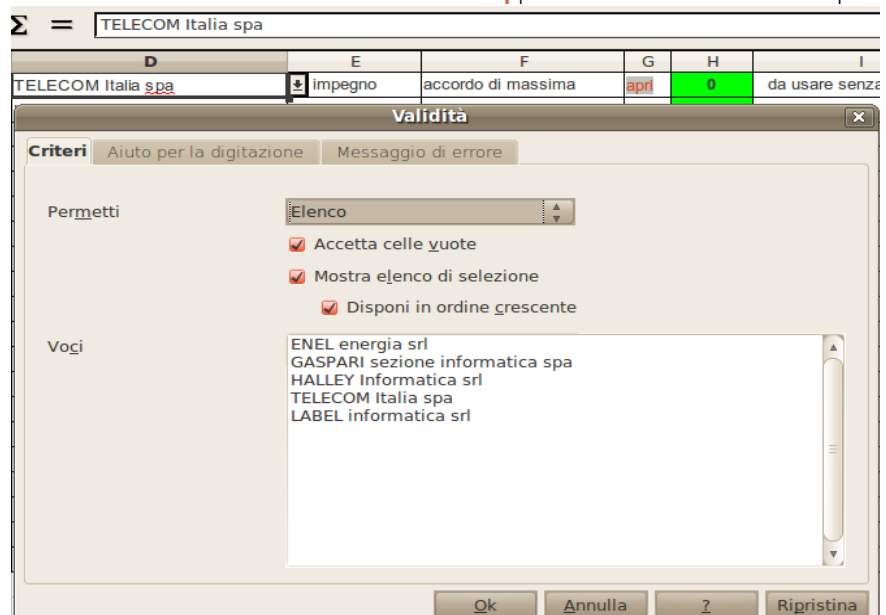 Σ = TELECOM Italia spa
D E F G H I
TELECOM Italia spa impegno accordo di massima apri 0 da usare senza
Validità
Criteri Aiuto per la digitazione Messaggio di errore
Permetti Elenco
Accetta celle vuote
Mostra elenco di selezione
Disponi in ordine crescente
Voci
ENEL energia srl
GASPARI sezione informatica spa
HALLEY Informatica srl
TELECOM Italia spa
LABEL informatica srl
Ok Annulla ? Ripristina